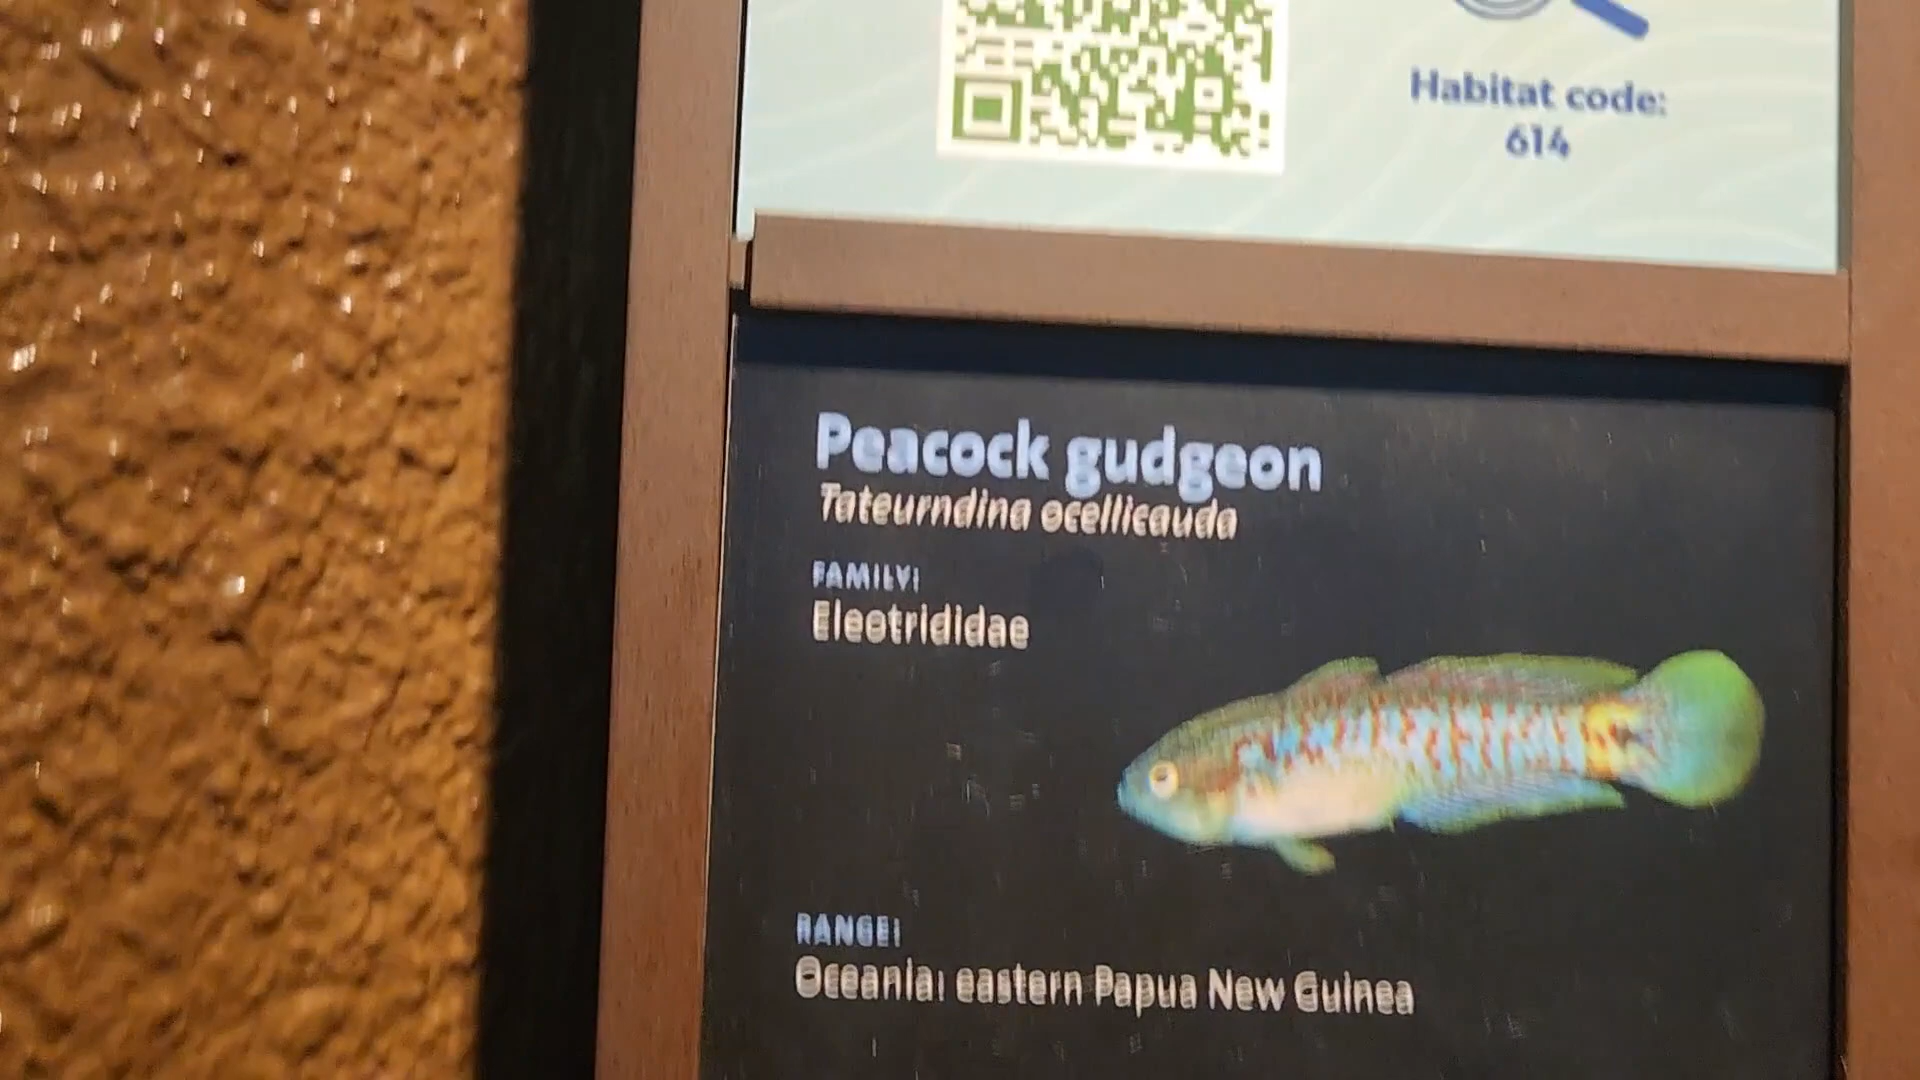 Habitat code:
614
Peacock gudgeon
Tateurndina ocellicauda
FAMILY:
Eleotrididae
RANGE:
Oceania: eastern Papua New Guinea